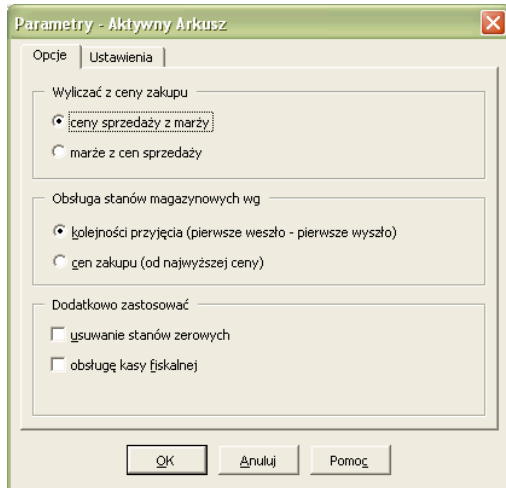 Parametry - Aktywny Arkusz
Opcje Ustawienia
Wyliczać z ceny zakupu
ceny sprzedaży z marży
marże z cen sprzedaży
Obsługa stanów magazynowych wg
kolejności przyjęcia (pierwsze weszło - pierwsze wyszło)
cen zakupu (od najwyższej ceny)
Dodatkowo zastosować
usuwanie stanów zerowych
obsługę kasy fiskalnej
OK Anuluj Pomoc